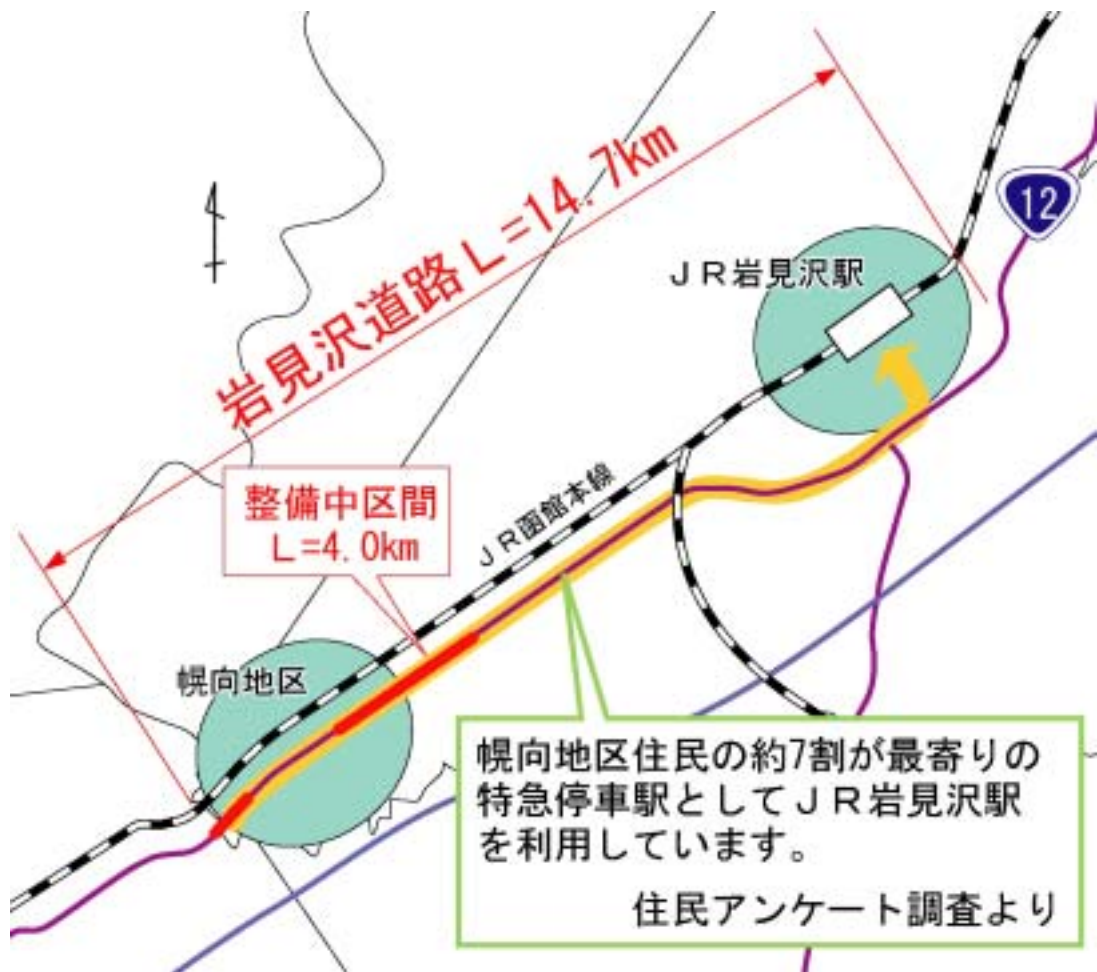 岩見沢道路 L=14.7km
12
JR岩見沢駅
整備中区間
L=4.0km
JR函館本線
幌向地区
幌向地区住民の約7割が最寄りの
特急停車駅としてJR岩見沢駅
を利用しています。
住民アンケート調査より